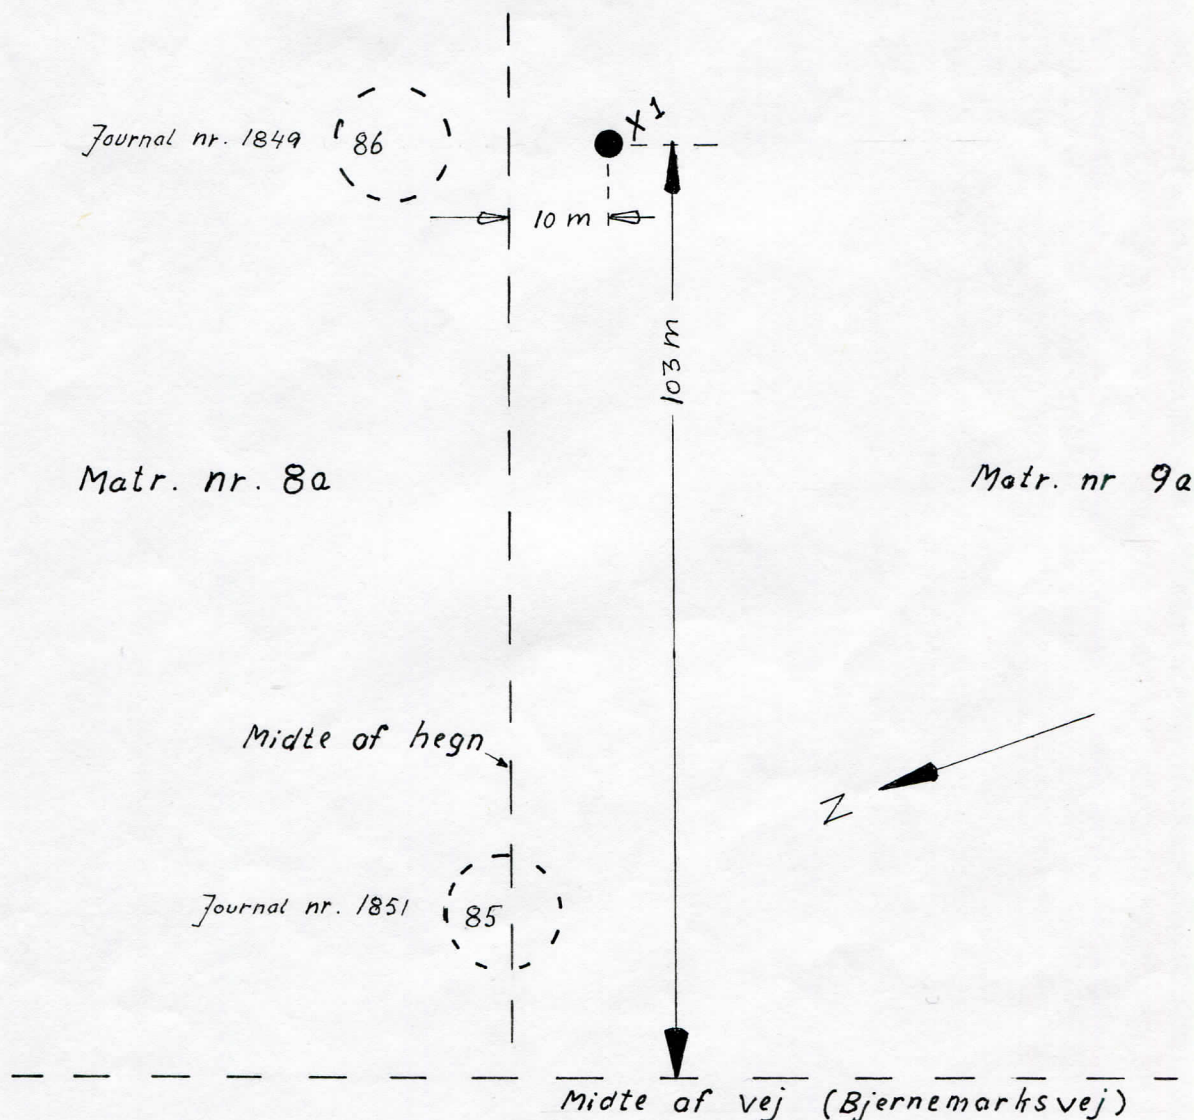 X1
Journal nr. 1849
86
10 m
103 m
Matr. nr. 8a
Matr. nr 9a
Midte af hegn
N
Journal nr. 1851
85
Midte af vej (Bjernemarksvej)